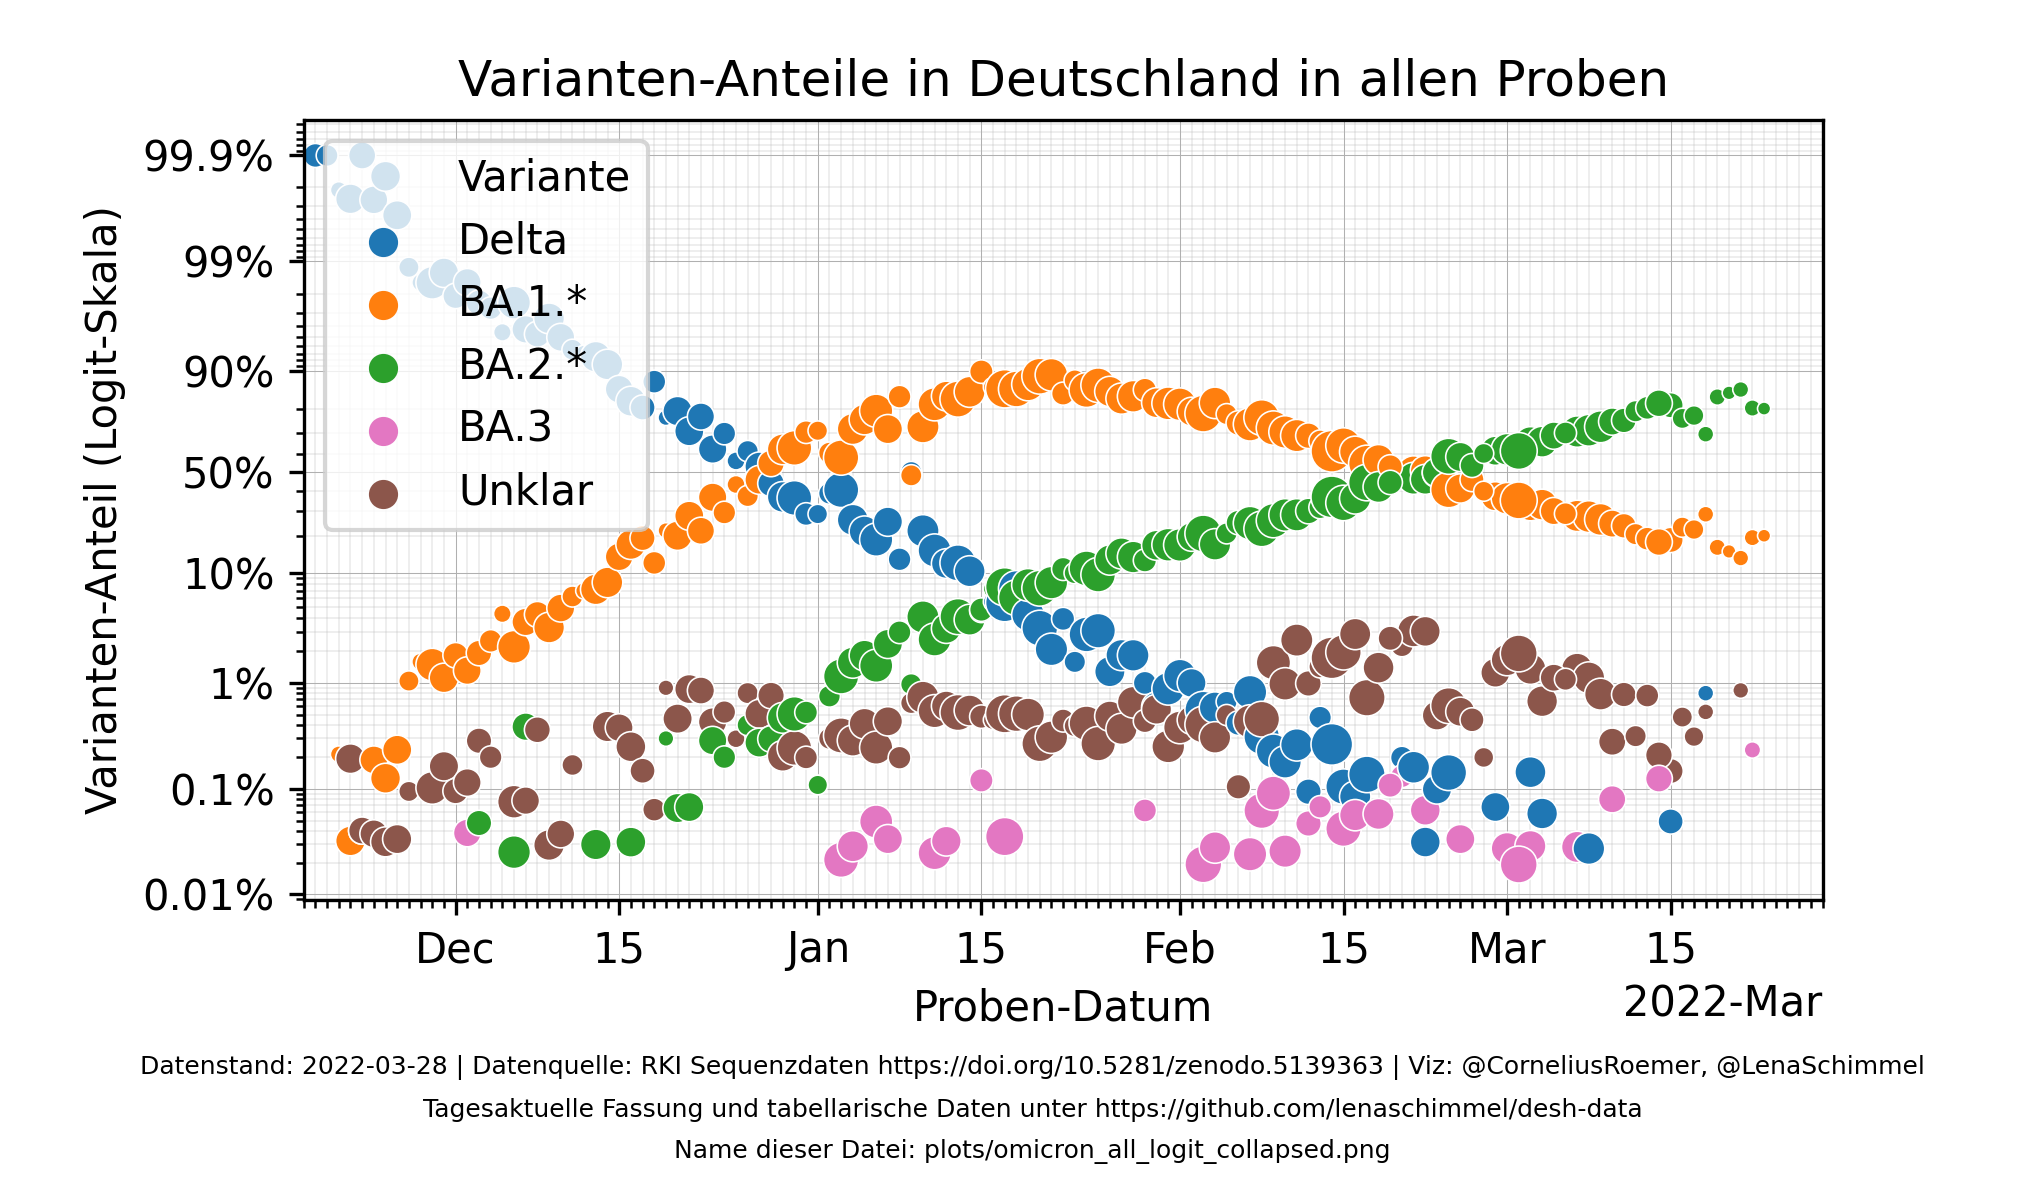 Varianten-Anteile in Deutschland in allen Proben
Varianten-Anteil (Logit-Skala)
99.9%
99%
90%
50%
10%
1%
0.1%
0.01%
Variante
Delta
BA.1.*
BA.2.*
BA.3
Unklar
Dec 15 Jan 15 Feb 15 Mar 15
Proben-Datum
2022-Mar
Datenstand: 2022-03-28 | Datenquelle: RKI Sequenzdaten https://doi.org/10.5281/zenodo.5139363 | Viz: @CorneliusRoemer, @LenaSchimmel
Tagesaktuelle Fassung und tabellarische Daten unter https://github.com/lenaschimmel/desh-data
Name dieser Datei: plots/omicron_all_logit_collapsed.png